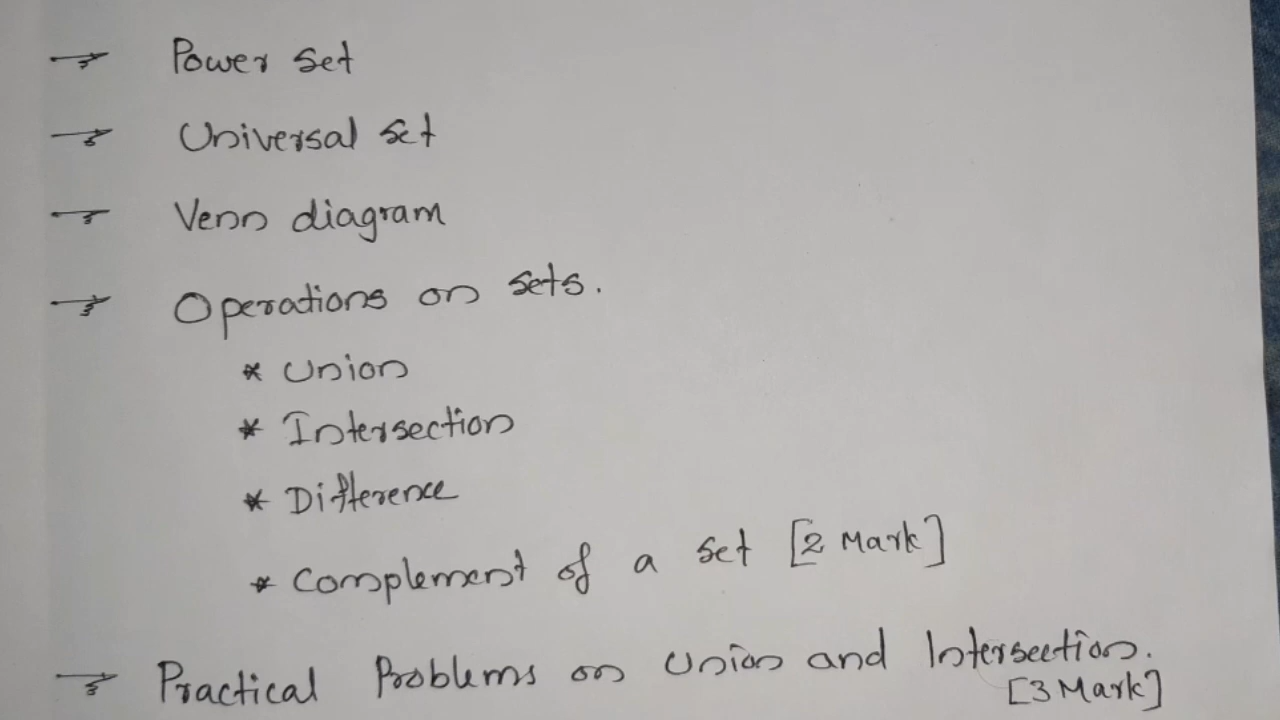 → Power set
→ Universal set
→ Venn diagram
→ Operations on sets.
* Union
* Intersection
* Difference
* Complement of a set [2 Mark]
→ Practical Problems on Union and Intersection.
[3 Mark]